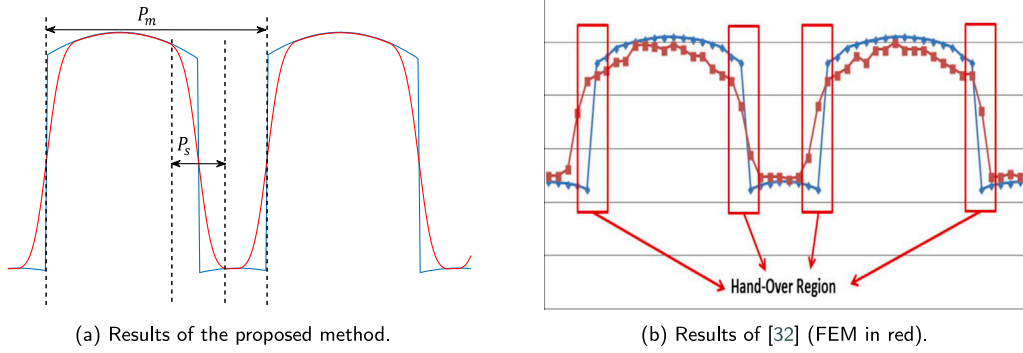 P_m
P_s
Hand-Over Region
(a) Results of the proposed method.
(b) Results of [32] (FEM in red).